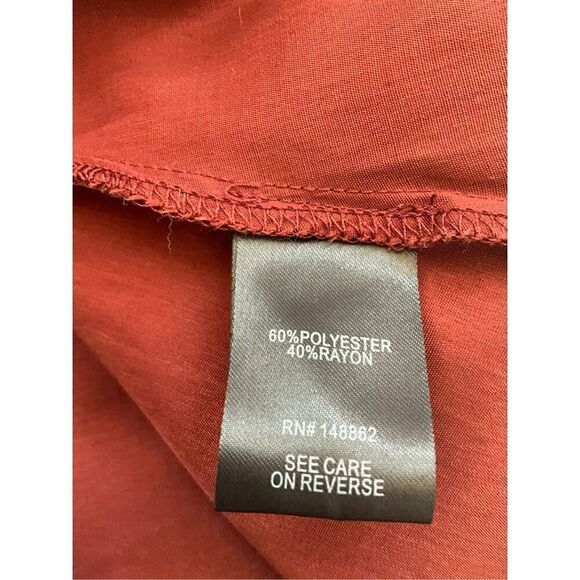 60%POLYESTER
40%RAYON
RN# 148862
SEE CARE
ON REVERSE